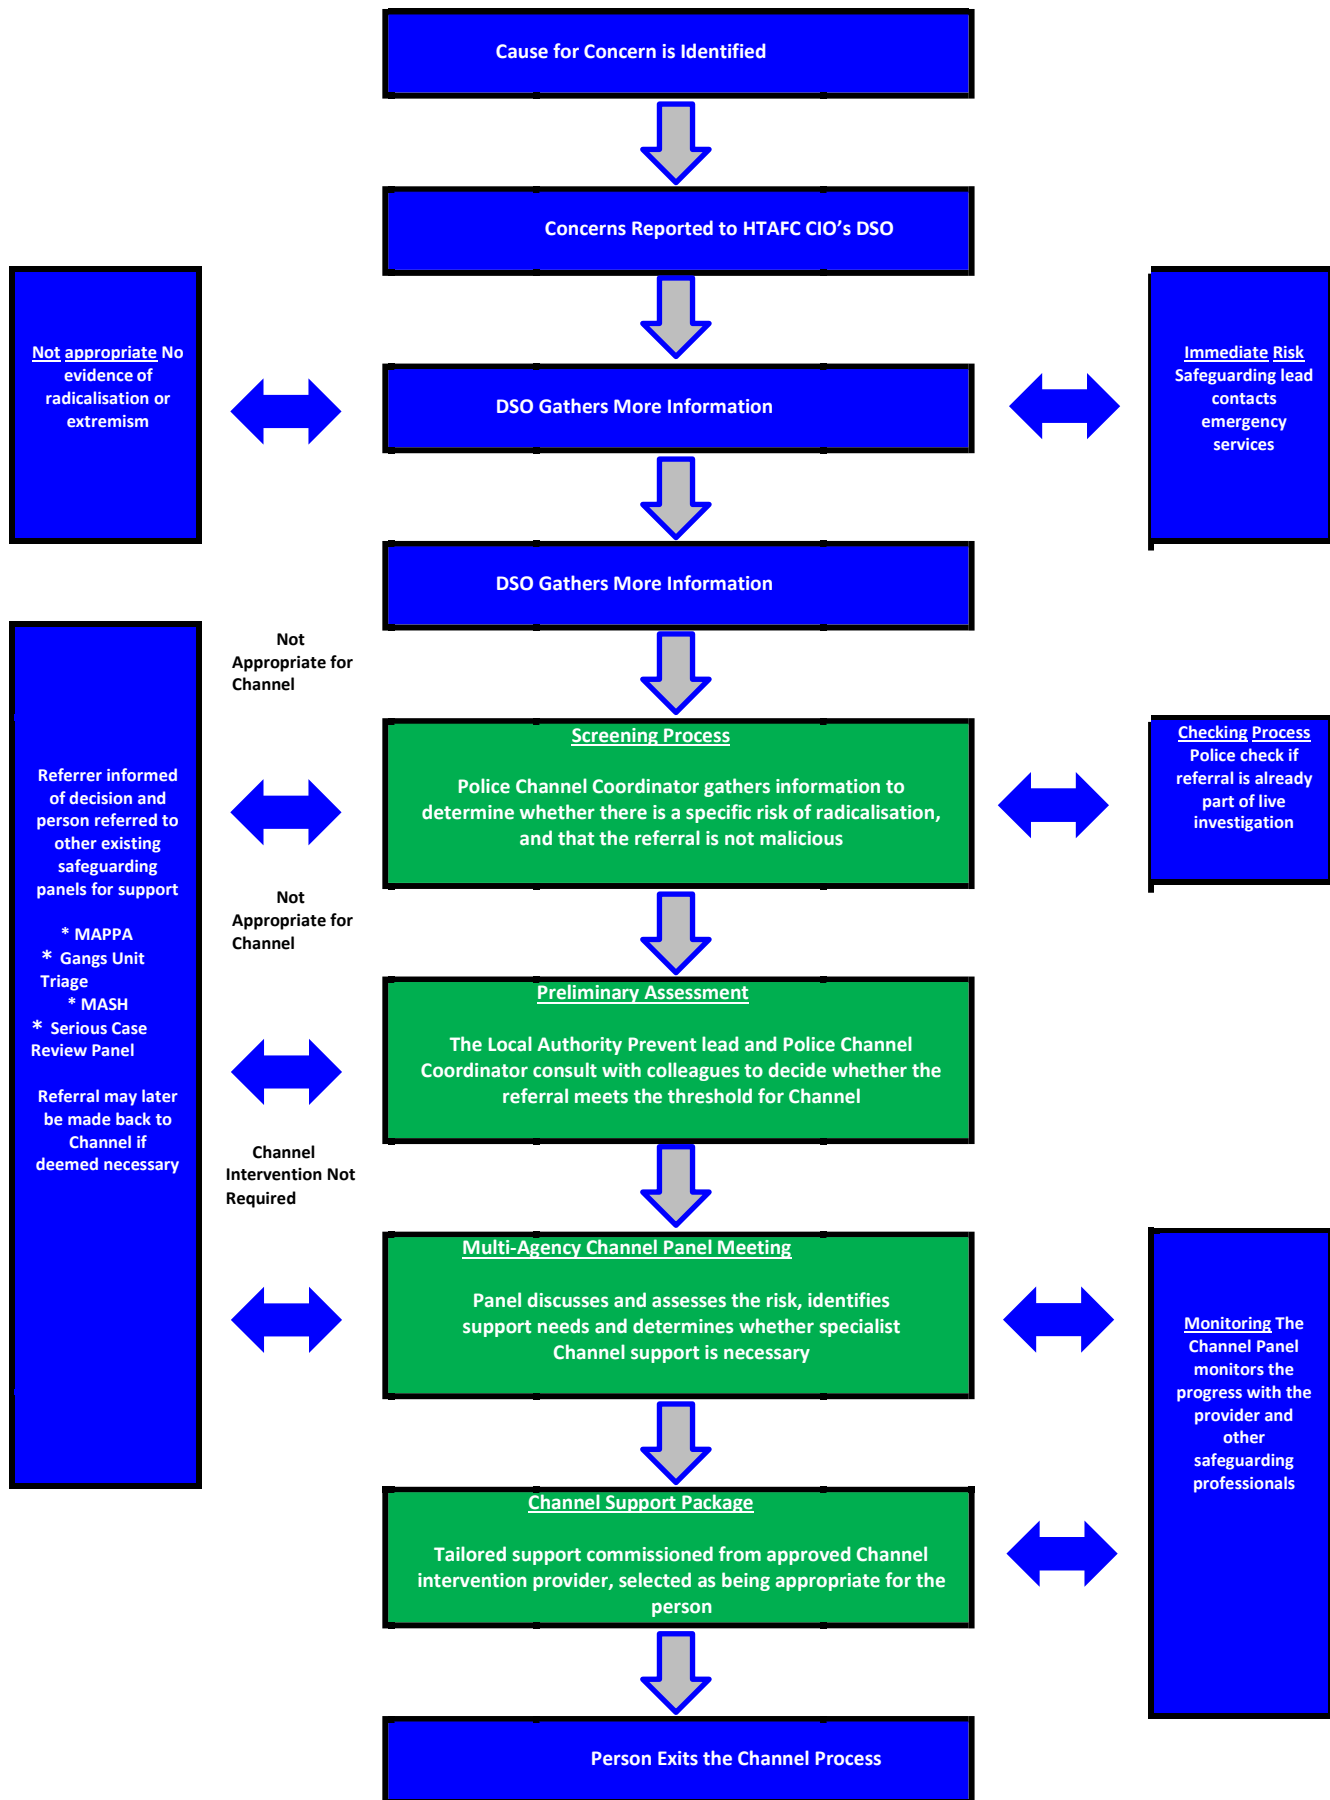 Cause for Concern is Identified
Concerns Reported to HTAFC CIO’s DSO
Not appropriate No
evidence of
radicalisation or
extremism
DSO Gathers More Information
Immediate Risk
Safeguarding lead
contacts
emergency
services
DSO Gathers More Information
Not
Appropriate for
Channel
Screening Process
Police Channel Coordinator gathers information to
determine whether there is a specific risk of radicalisation,
and that the referral is not malicious
Checking Process
Police check if
referral is already
part of live
investigation
Referrer informed
of decision and
person referred to
other existing
safeguarding
panels for support
* MAPPA
* Gangs Unit
Triage
* MASH
* Serious Case
Review Panel
Referral may later
be made back to
Channel if
deemed necessary
Not
Appropriate for
Channel
Preliminary Assessment
The Local Authority Prevent lead and Police Channel
Coordinator consult with colleagues to decide whether the
referral meets the threshold for Channel
Channel
Intervention Not
Required
Multi-Agency Channel Panel Meeting
Panel discusses and assesses the risk, identifies
support needs and determines whether specialist
Channel support is necessary
Monitoring The
Channel Panel
monitors the
progress with the
provider and
other
safeguarding
professionals
Channel Support Package
Tailored support commissioned from approved Channel
intervention provider, selected as being appropriate for the
person
Person Exits the Channel Process